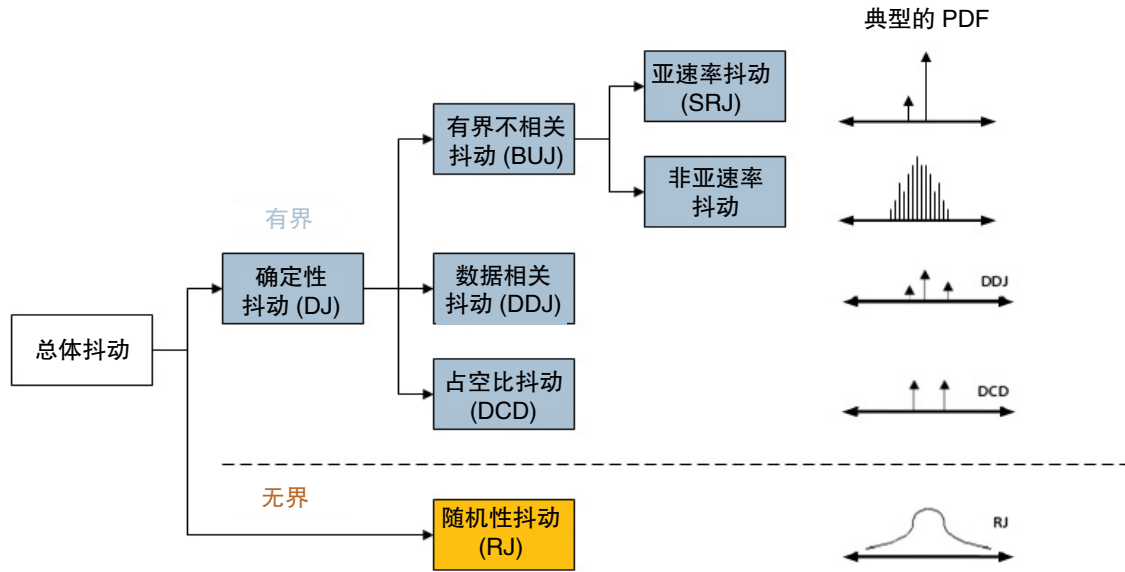 典型的 PDF
亚速率抖动
(SRJ)
有界不相关
抖动 (BUJ)
非亚速率
抖动
有界
确定性
抖动 (DJ)
数据相关
抖动 (DDJ)
DDJ
总体抖动
占空比抖动
(DCD)
DCD
无界
随机性抖动
(RJ)
RJ